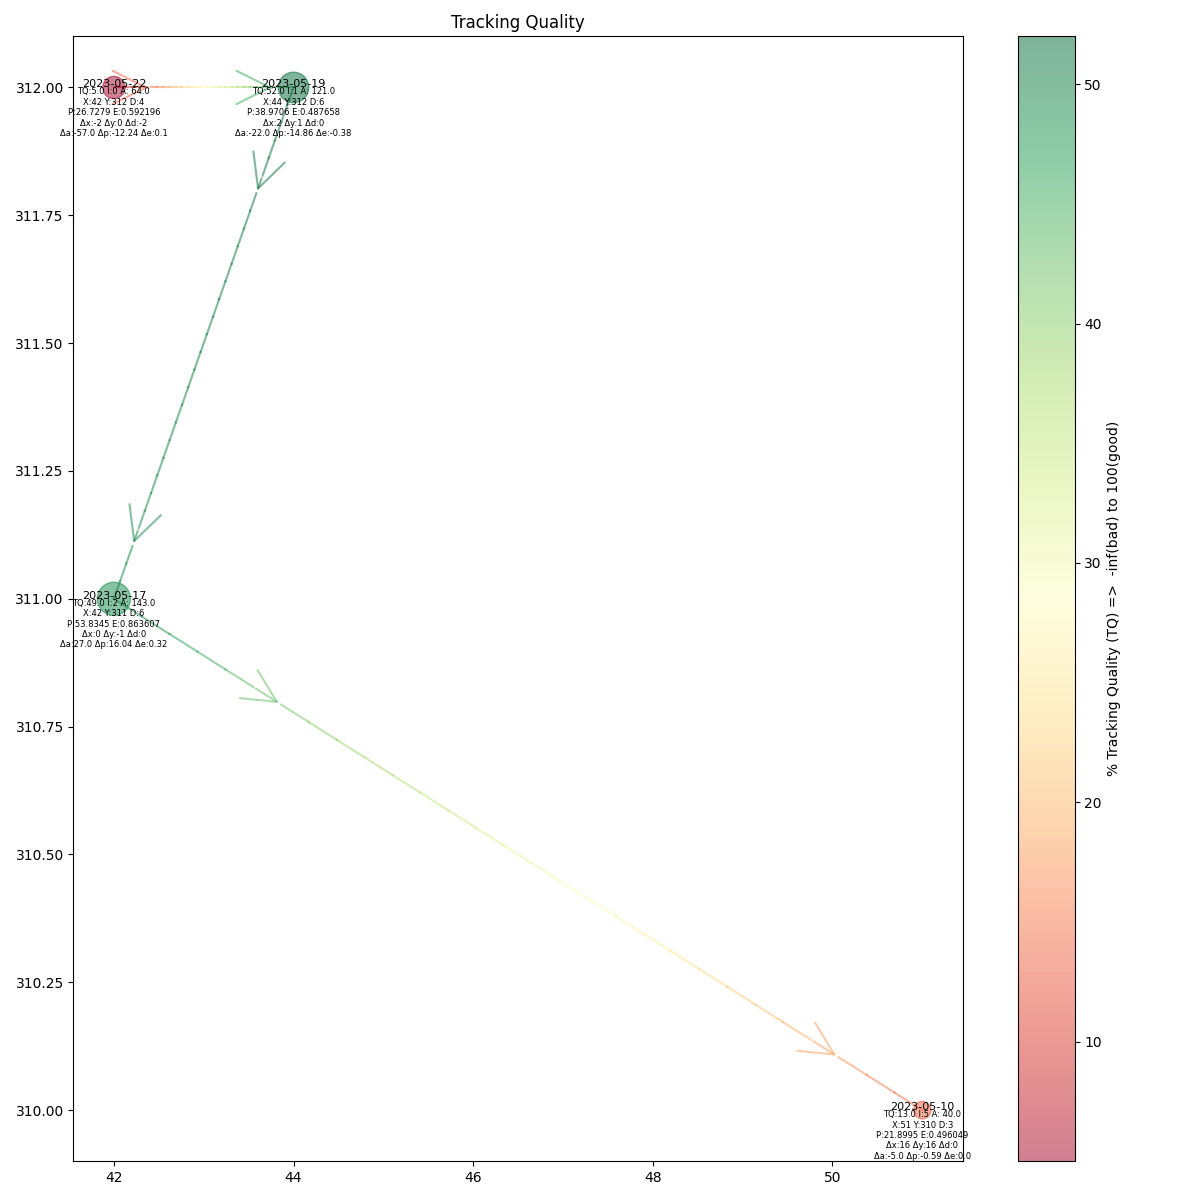 Tracking Quality
2023-05-22
TQ:5.0 I:0 A: 64.0
X:42 Y:312 D:4
P:26.7279 E:0.592196
Δx:-2 Δy:0 Δd:-2
Δa:-57.0 Δp:-12.24 Δe:0.1
2023-05-19
TQ:52.0 I:1 A: 121.0
X:44 Y:312 D:6
P:38.9706 E:0.487658
Δx:2 Δy:1 Δd:0
Δa:-22.0 Δp:-14.86 Δe:-0.38
2023-05-17
TQ:49.0 I:2 A: 143.0
X:42 Y:311 D:6
P:53.8345 E:0.863607
Δx:0 Δy:-1 Δd:0
Δa:27.0 Δp:16.04 Δe:0.32
2023-05-10
TQ:13.0 I:5 A: 40.0
X:51 Y:310 D:3
P:21.8995 E:0.496049
Δx:16 Δy:16 Δd:0
Δa:-5.0 Δp:-0.59 Δe:0.0
312.00
311.75
311.50
311.25
311.00
310.75
310.50
310.25
310.00
42
44
46
48
50
50
40
30
20
10
% Tracking Quality (TQ) =>  -inf(bad) to 100(good)